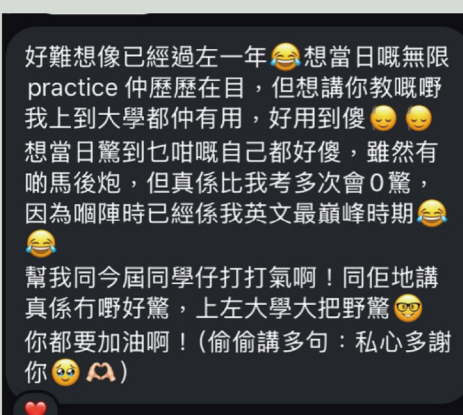 好難想像已經過左一年😂想當日嘅無限
practice 仲歷歷在目，但想講你教嘅嘢
我上到大學都仲有用，好用到傻😌😌
想當日驚到乜咁嘅自己都好傻，雖然有
啲馬後炮，但真係比我考多次會０驚，
因為嗰陣時已經係我英文最巔峰時期😂
😂
幫我同今屆同學仔打打氣啊！同佢地講
真係冇嘢好驚，上左大學大把野驚🤓
你都要加油啊！(偷偷講多句：私心多謝
你🥹🫶🏻)